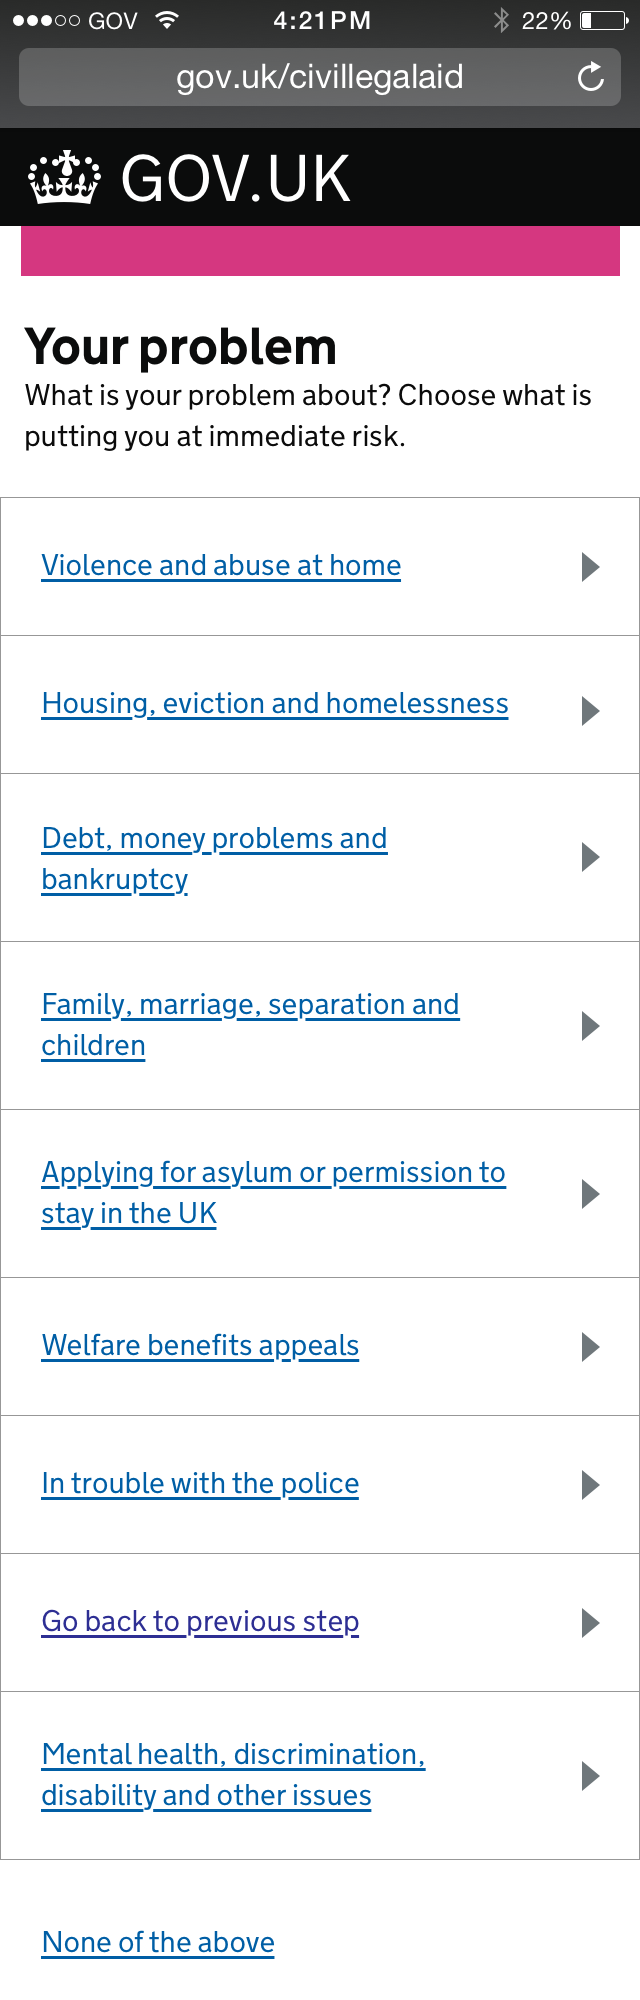 GOV 4:21PM 22%
gov.uk/civillegalaid
GOV.UK
Your problem
What is your problem about? Choose what is
putting you at immediate risk.
Violence and abuse at home
Housing, eviction and homelessness
Debt, money problems and
bankruptcy
Family, marriage, separation and
children
Applying for asylum or permission to
stay in the UK
Welfare benefits appeals
In trouble with the police
Go back to previous step
Mental health, discrimination,
disability and other issues
None of the above